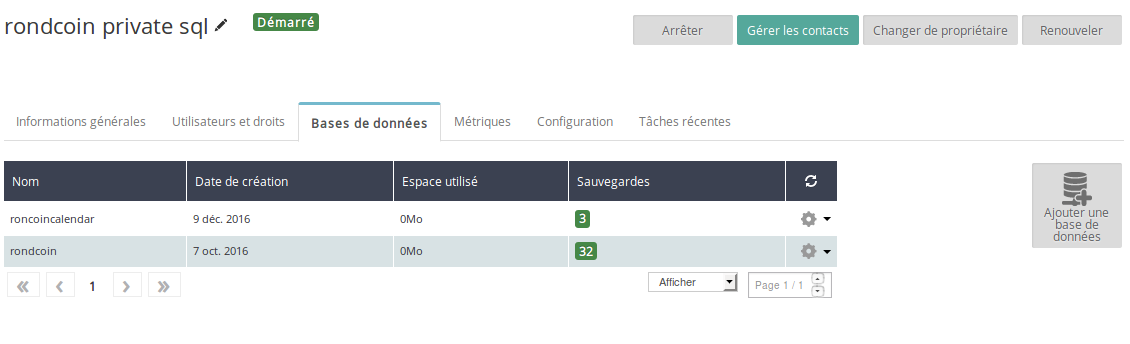 rondcoin private sql
Démarré
Arrêter
Gérer les contacts
Changer de propriétaire
Renouveler
Informations générales
Utilisateurs et droits
Bases de données
Métriques
Configuration
Tâches récentes
Nom
Date de création
Espace utilisé
Sauvegardes
roncoincalendar
9 déc. 2016
0Mo
3
rondcoin
7 oct. 2016
0Mo
32
Ajouter une
base de
données
« ‹ 1 › »
Afficher
Page 1 / 1